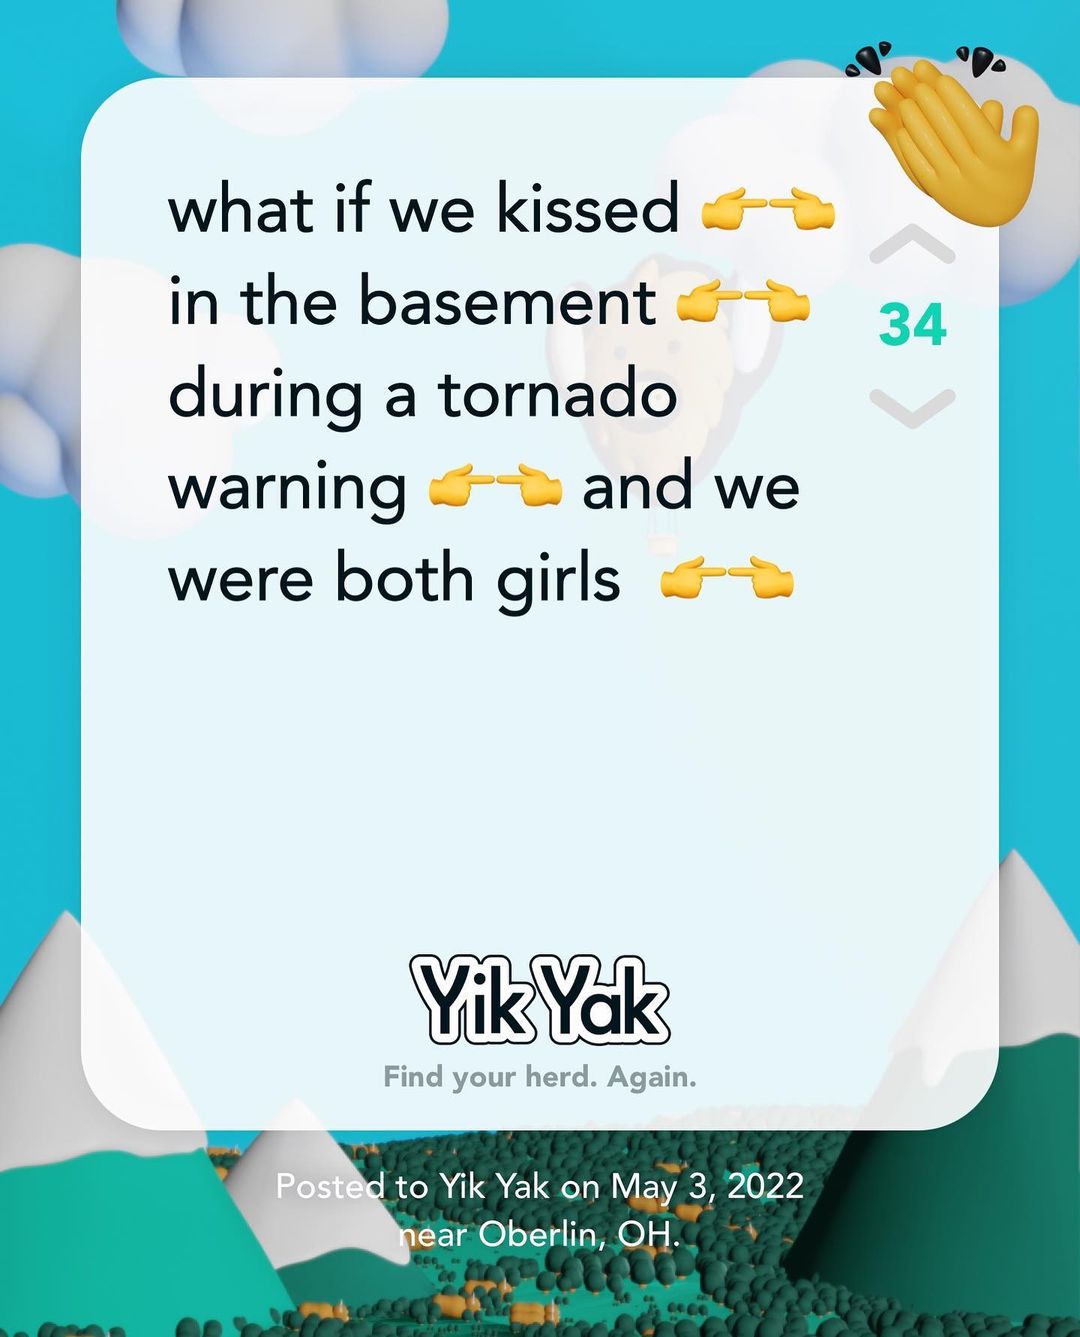 what if we kissed 👉👈
in the basement 👉👈
during a tornado
warning 👉👈 and we
were both girls 👉👈
34
Yik Yak
Find your herd. Again.
Posted to Yik Yak on May 3, 2022
near Oberlin, OH.